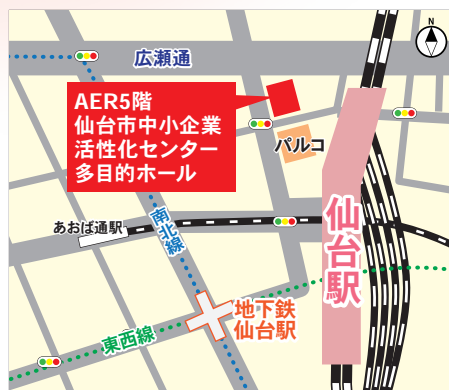 N
広瀬通
AER5階
仙台市中小企業
活性化センター
多目的ホール
パルコ
仙台駅
あおば通駅
南北線
地下鉄
仙台駅
東西線